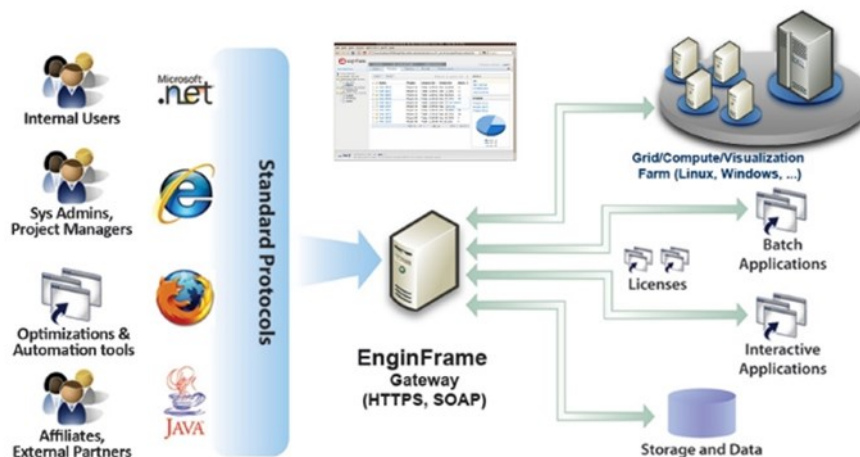 Internal Users
Microsoft
.net
Sys Admins,
Project Managers
Optimizations &
Automation tools
JAVA
Affiliates,
External Partners
Standard Protocols
EnginFrame
Gateway
(HTTPS, SOAP)
Grid/Compute/Visualization
Farm (Linux, Windows, ...)
Batch
Applications
Licenses
Interactive
Applications
Storage and Data